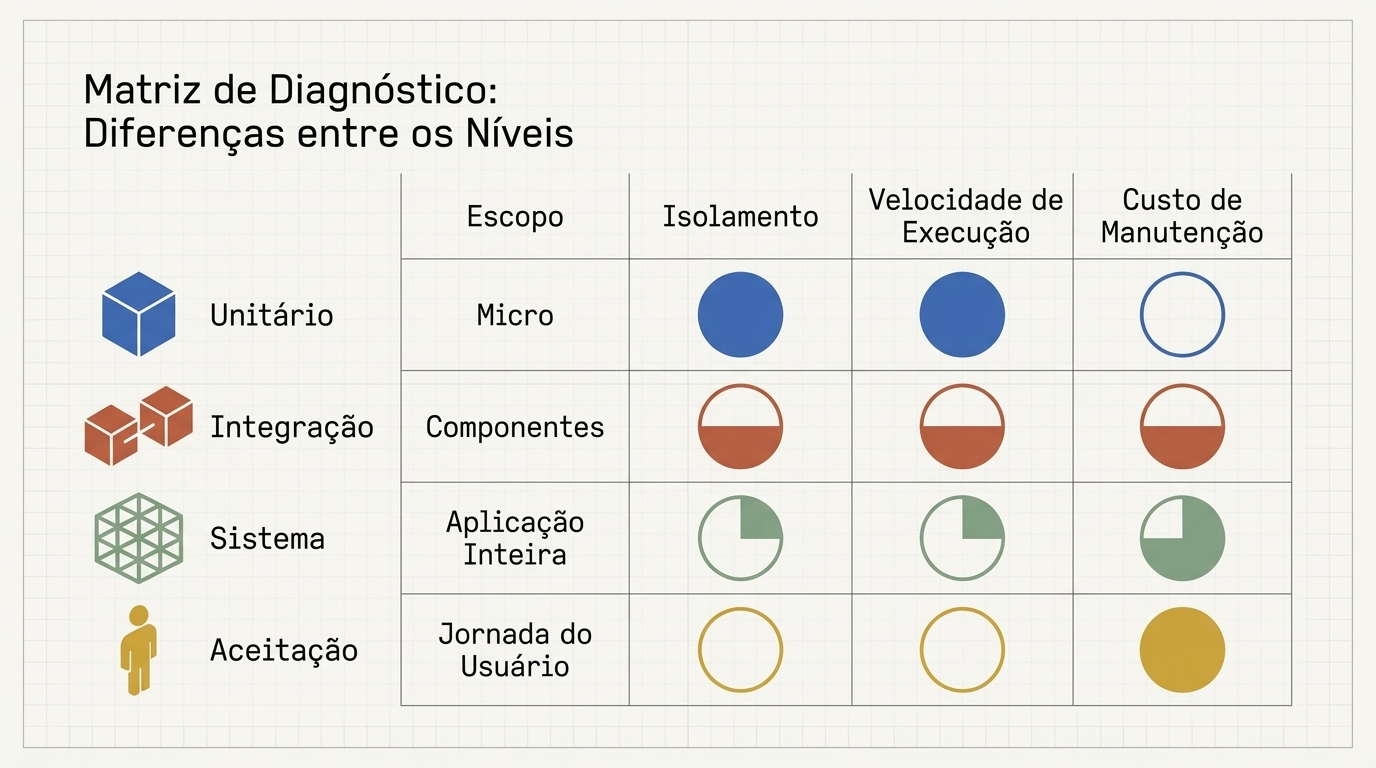 Matriz de Diagnóstico:
Diferenças entre os Níveis
Escopo
Isolamento
Velocidade de
Execução
Custo de
Manutenção
Unitário
Micro
Integração
Componentes
Sistema
Aplicação
Inteira
Aceitação
Jornada do
Usuário